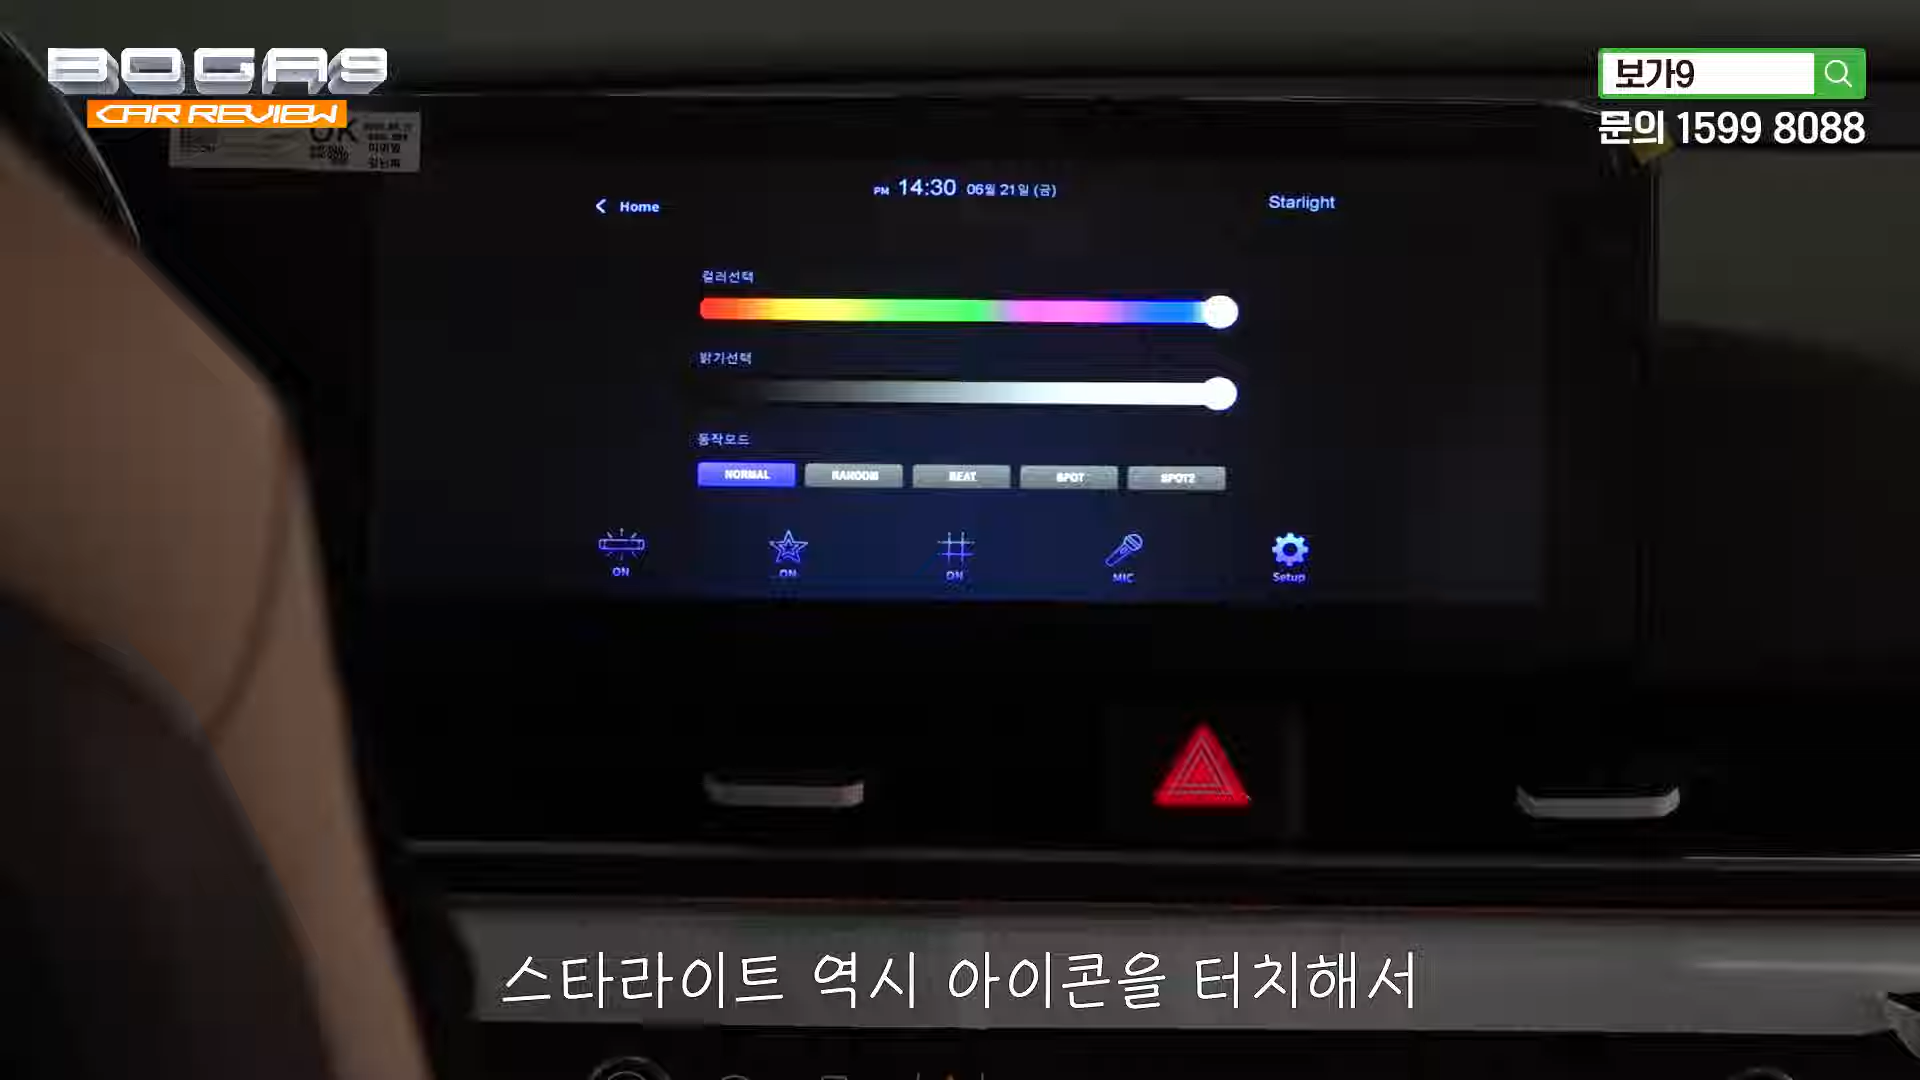 BOGA9
CAR REVIEW
보가9
문의 1599 8088
OK
PM 14:30 06월 21일 (금)
Home
Starlight
컬러선택
밝기선택
동작모드
NORMAL RANDOM BEAT SPOT SPOT2
ON ON ON MIC Setup
스타라이트 역시 아이콘을 터치해서